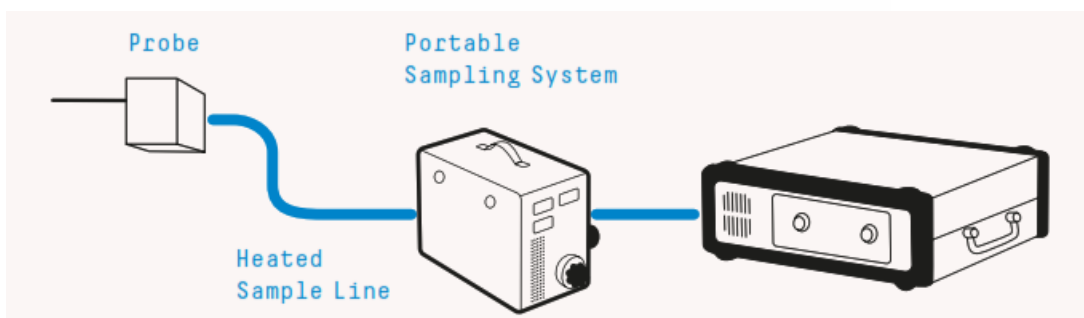 Probe
Portable
Sampling System
Heated
Sample Line